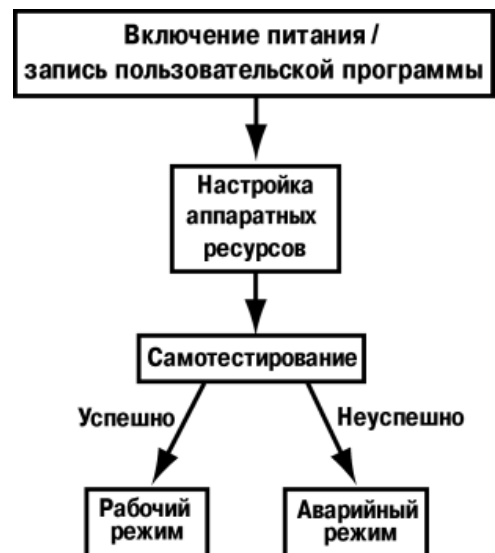 Включение питания /
запись пользовательской программы
Настройка
аппаратных
ресурсов
Самотестирование
Успешно
Неуспешно
Рабочий
режим
Аварийный
режим